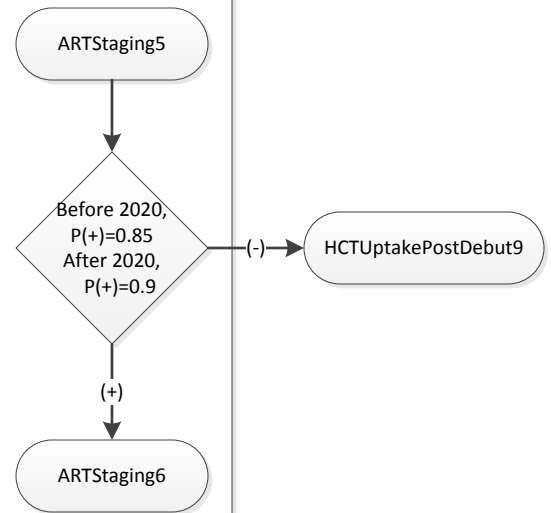 ARTStaging5
Before 2020,
P(+)=0.85
After 2020,
P(+)=0.9
(-)
HCTUptakePostDebut9
(+)
ARTStaging6